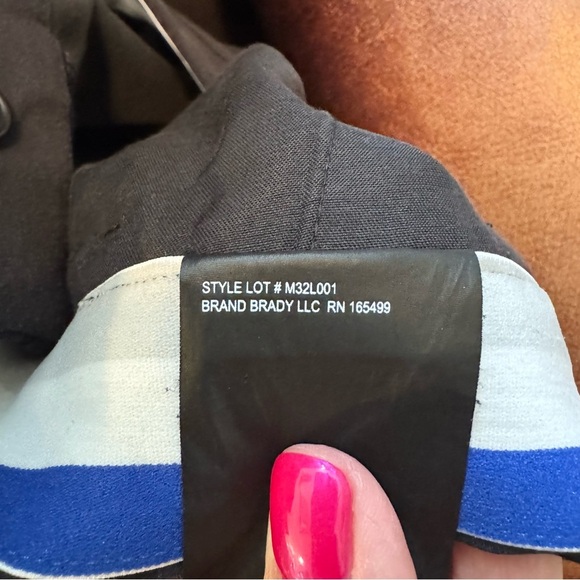 STYLE LOT # M32L001
BRAND BRADY LLC RN 165499